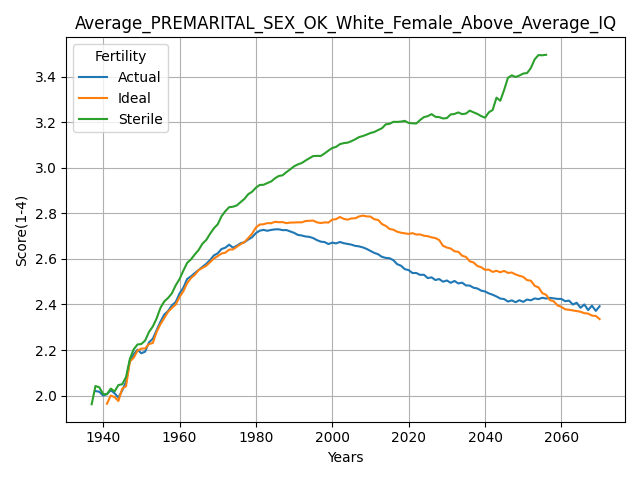 Average_PREMARITAL_SEX_OK_White_Female_Above_Average_IQ
Fertility
Actual
Ideal
Sterile
Score(1-4)
3.4
3.2
3.0
2.8
2.6
2.4
2.2
2.0
1940
1960
1980
2000
2020
2040
2060
Years